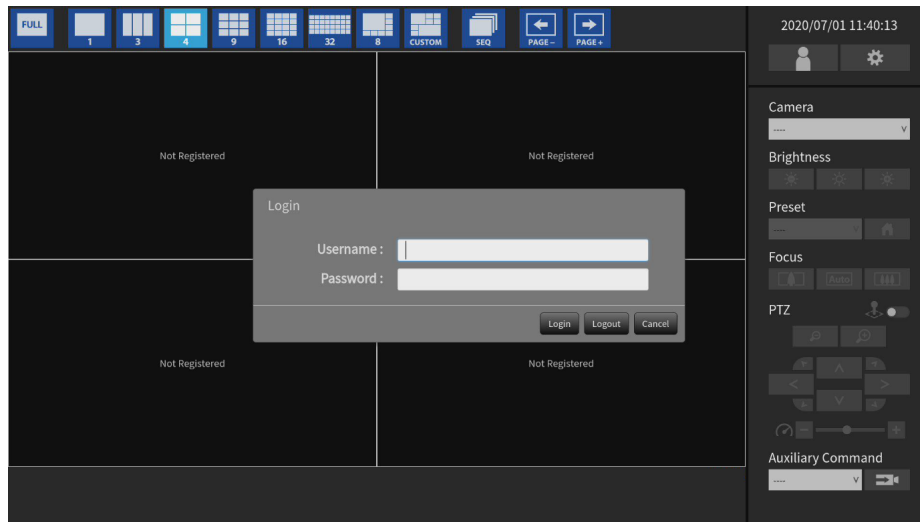 FULL
1
3
4
9
16
32
8
CUSTOM
SEQ
PAGE−
PAGE+
2020/07/01 11:40:13
Not Registered
Not Registered
Login
Username :
Password :
Login
Logout
Cancel
Not Registered
Not Registered
Camera
----
Brightness
Preset
----
Focus
Auto
PTZ
Auxiliary Command
----